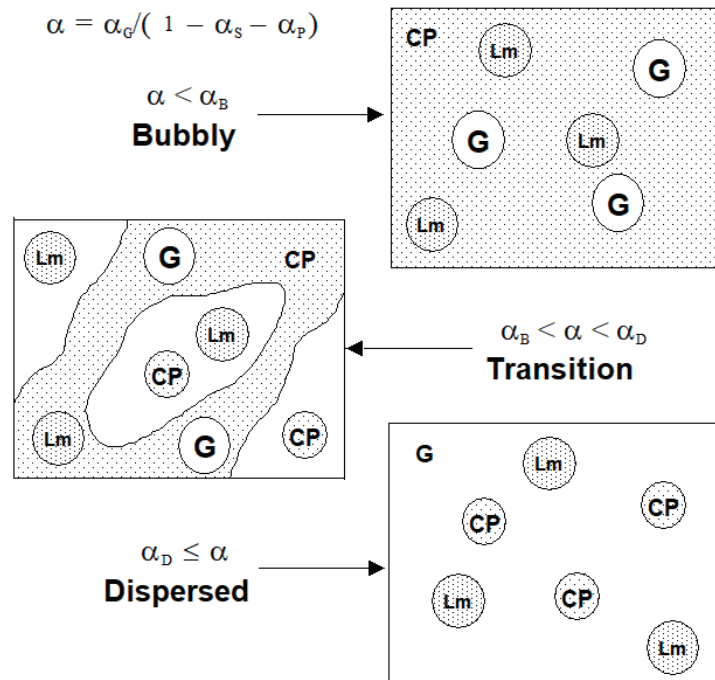 α = α_G/( 1 − α_S − α_P)
α < α_B
Bubbly
CP
Lm
G
G
Lm
G
Lm
Lm
G
CP
Lm
CP
Lm
G
CP
α_B < α < α_D
Transition
α_D ≤ α
Dispersed
G
Lm
CP
CP
Lm
CP
Lm